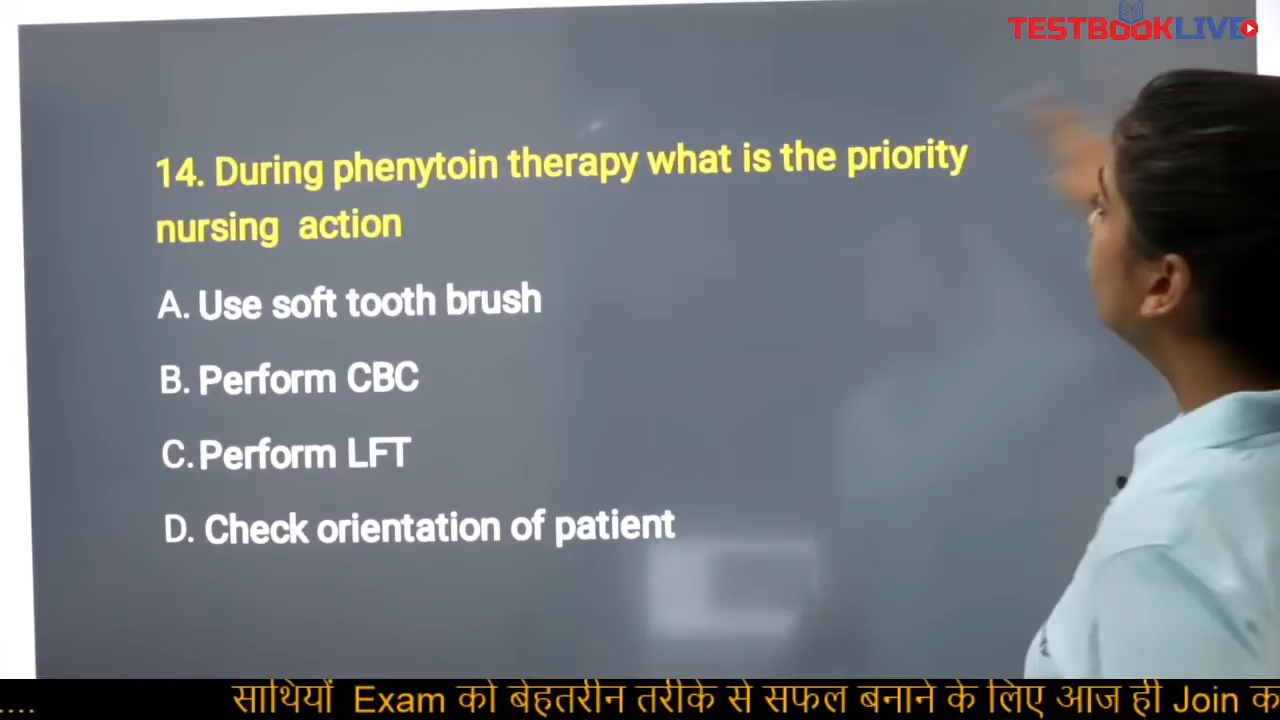 TESTBOOKLIVE
14. During phenytoin therapy what is the priority
nursing action
A. Use soft tooth brush
B. Perform CBC
C. Perform LFT
D. Check orientation of patient
.... साथियों Exam को बेहतरीन तरीके से सफल बनाने के लिए आज ही Join क